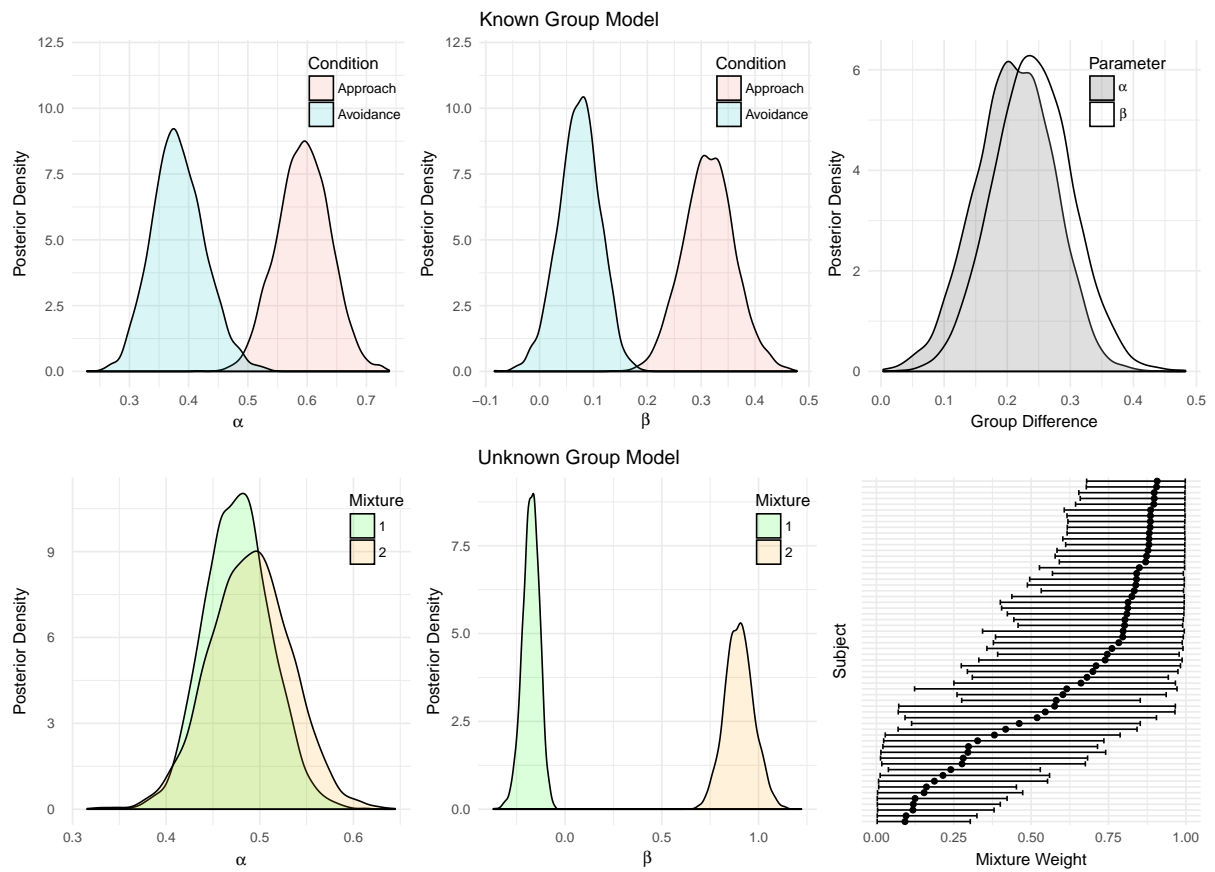 Known Group Model
12.5
10.0
7.5
5.0
2.5
0.0
Posterior Density
Condition
Approach
Avoidance
0.3 0.4 0.5 0.6 0.7
α
12.5
10.0
7.5
5.0
2.5
0.0
Posterior Density
Condition
Approach
Avoidance
−0.1 0.0 0.1 0.2 0.3 0.4 0.5
β
6
4
2
0
Posterior Density
Parameter
α
β
0.0 0.1 0.2 0.3 0.4 0.5
Group Difference
Unknown Group Model
9
6
3
0
Posterior Density
Mixture
1
2
0.3 0.4 0.5 0.6
α
7.5
5.0
2.5
0.0
Posterior Density
Mixture
1
2
0.0 0.5 1.0
β
Subject
0.00 0.25 0.50 0.75 1.00
Mixture Weight